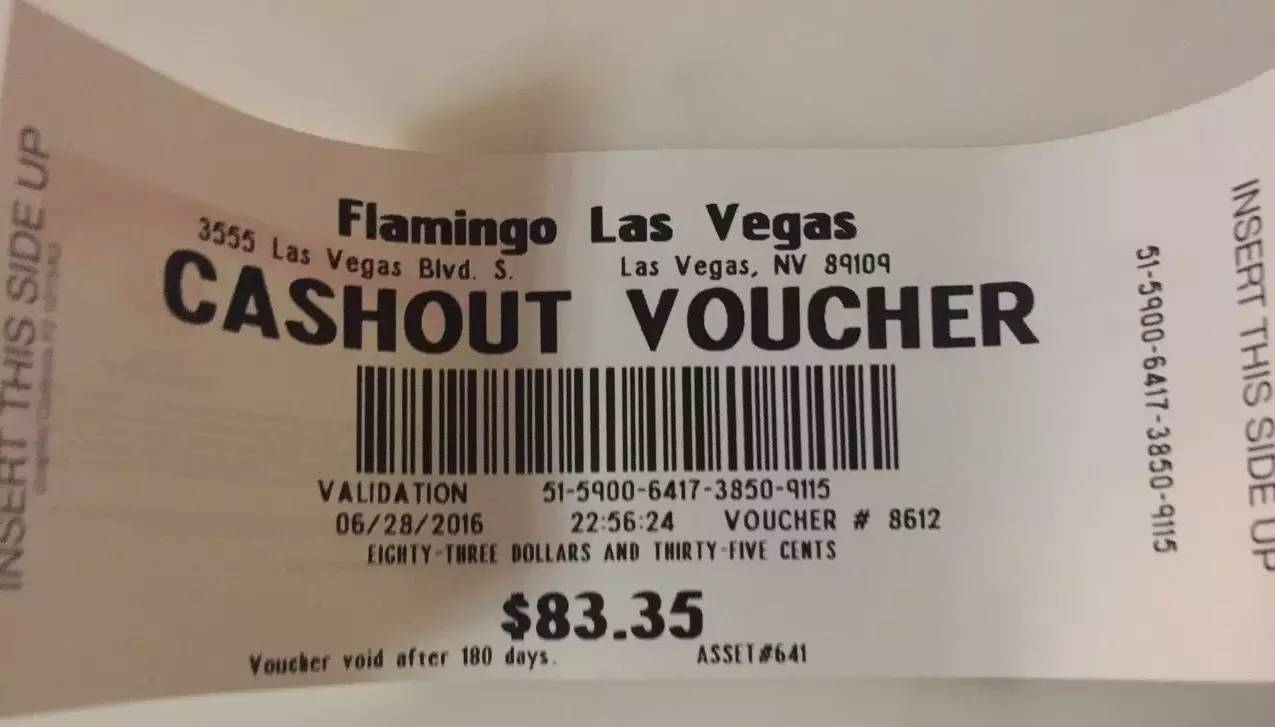 INSERT THIS SIDE UP
Flamingo Las Vegas
3555 Las Vegas Blvd. S. Las Vegas, NV 89109
CASHOUT VOUCHER
VALIDATION 51-5900-6417-3850-9115
06/28/2016 22:56:24 VOUCHER # 8612
EIGHTY-THREE DOLLARS AND THIRTY-FIVE CENTS
$83.35
Voucher void after 180 days. ASSET#641
51-5900-6417-3850-9115
INSERT THIS SIDE UP